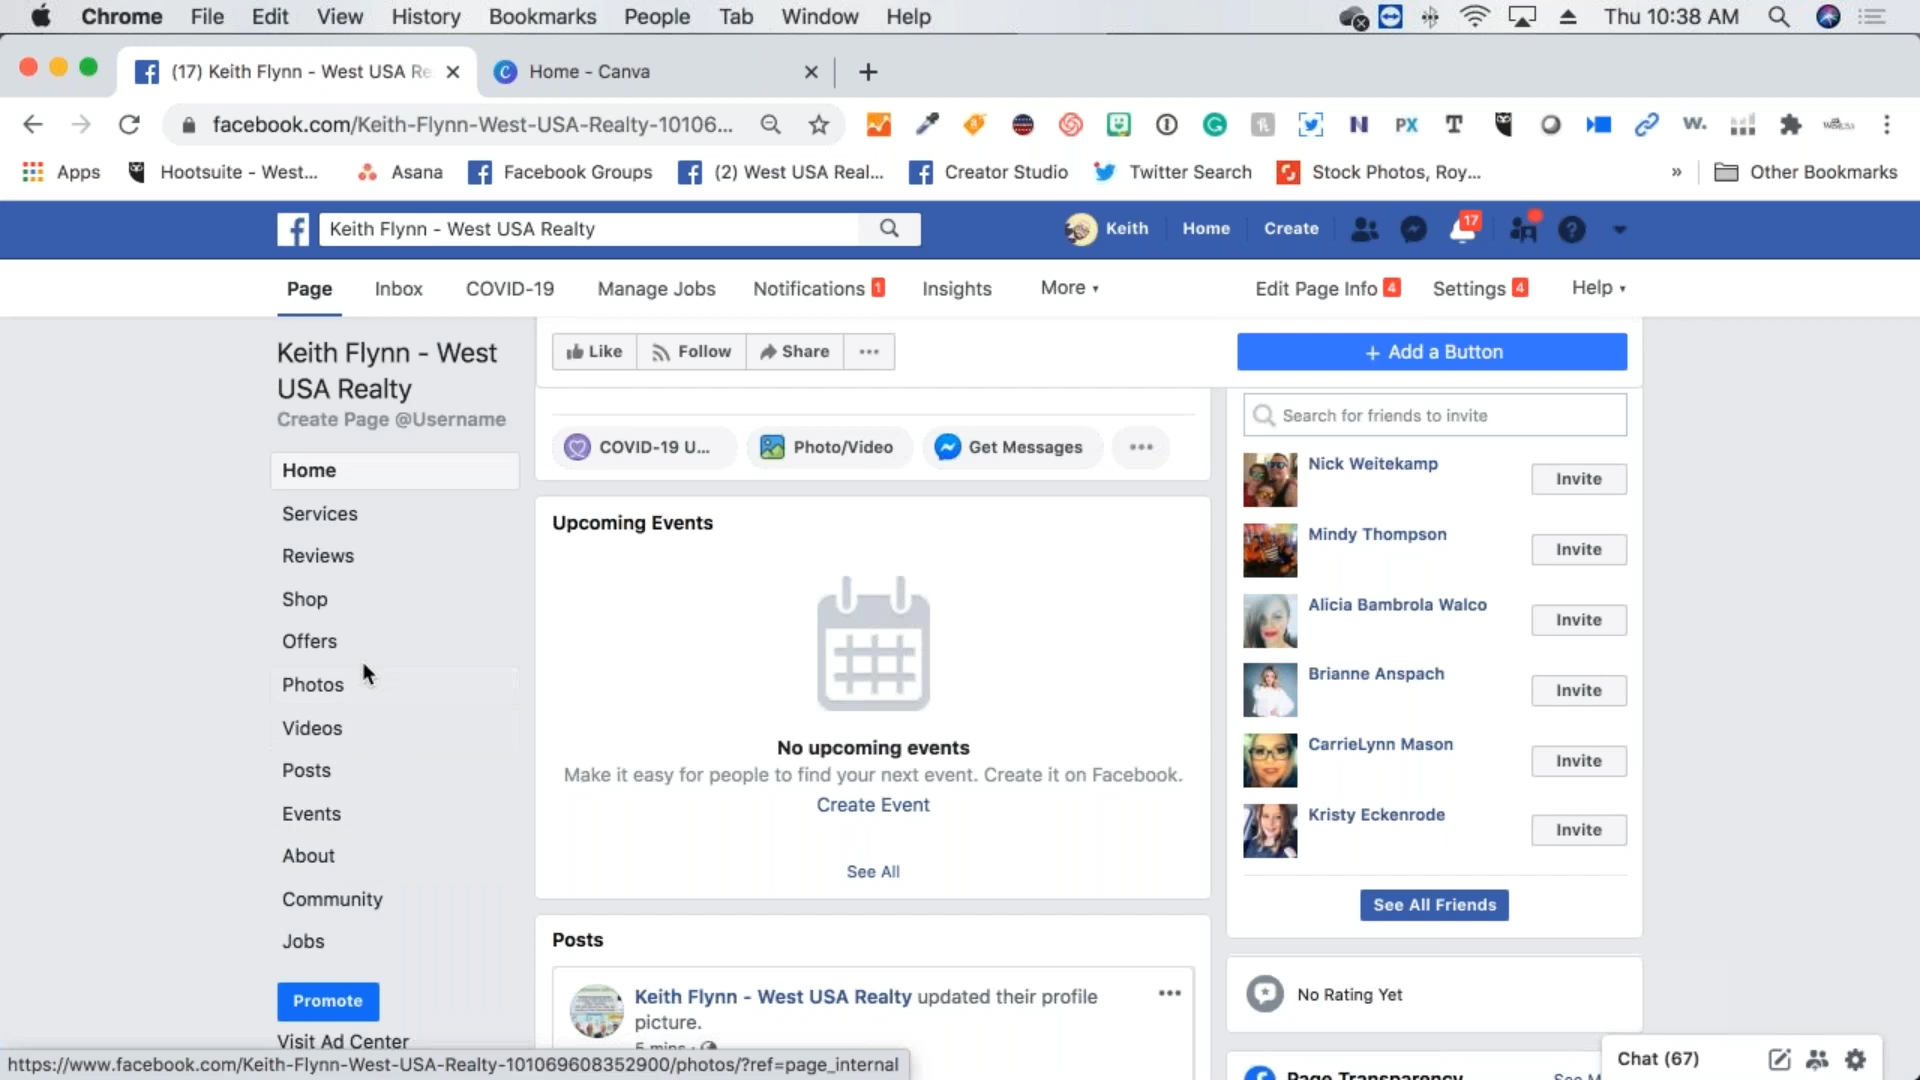 Chrome File Edit View History Bookmarks People Tab Window Help Thu 10:38 AM
(17) Keith Flynn - West USA Re Home - Canva
facebook.com/Keith-Flynn-West-USA-Realty-10106...
Apps Hootsuite - West... Asana Facebook Groups (2) West USA Real... Creator Studio Twitter Search Stock Photos, Roy... » Other Bookmarks
Keith Flynn - West USA Realty Keith Home Create 17
Page Inbox COVID-19 Manage Jobs Notifications 1 Insights More Edit Page Info 4 Settings 4 Help
Keith Flynn - West
USA Realty
Create Page @Username
Home
Services
Reviews
Shop
Offers
Photos
Videos
Posts
Events
About
Community
Jobs
Promote
Visit Ad Center
Like Follow Share ... + Add a Button
COVID-19 U... Photo/Video Get Messages ...
Upcoming Events
No upcoming events
Make it easy for people to find your next event. Create it on Facebook.
Create Event
See All
Posts
Keith Flynn - West USA Realty updated their profile
picture.
5 mins
Search for friends to invite
Nick Weitekamp Invite
Mindy Thompson Invite
Alicia Bambrola Walco Invite
Brianne Anspach Invite
CarrieLynn Mason Invite
Kristy Eckenrode Invite
See All Friends
No Rating Yet
Page Transparency See M
Chat (67)
https://www.facebook.com/Keith-Flynn-West-USA-Realty-101069608352900/photos/?ref=page_internal